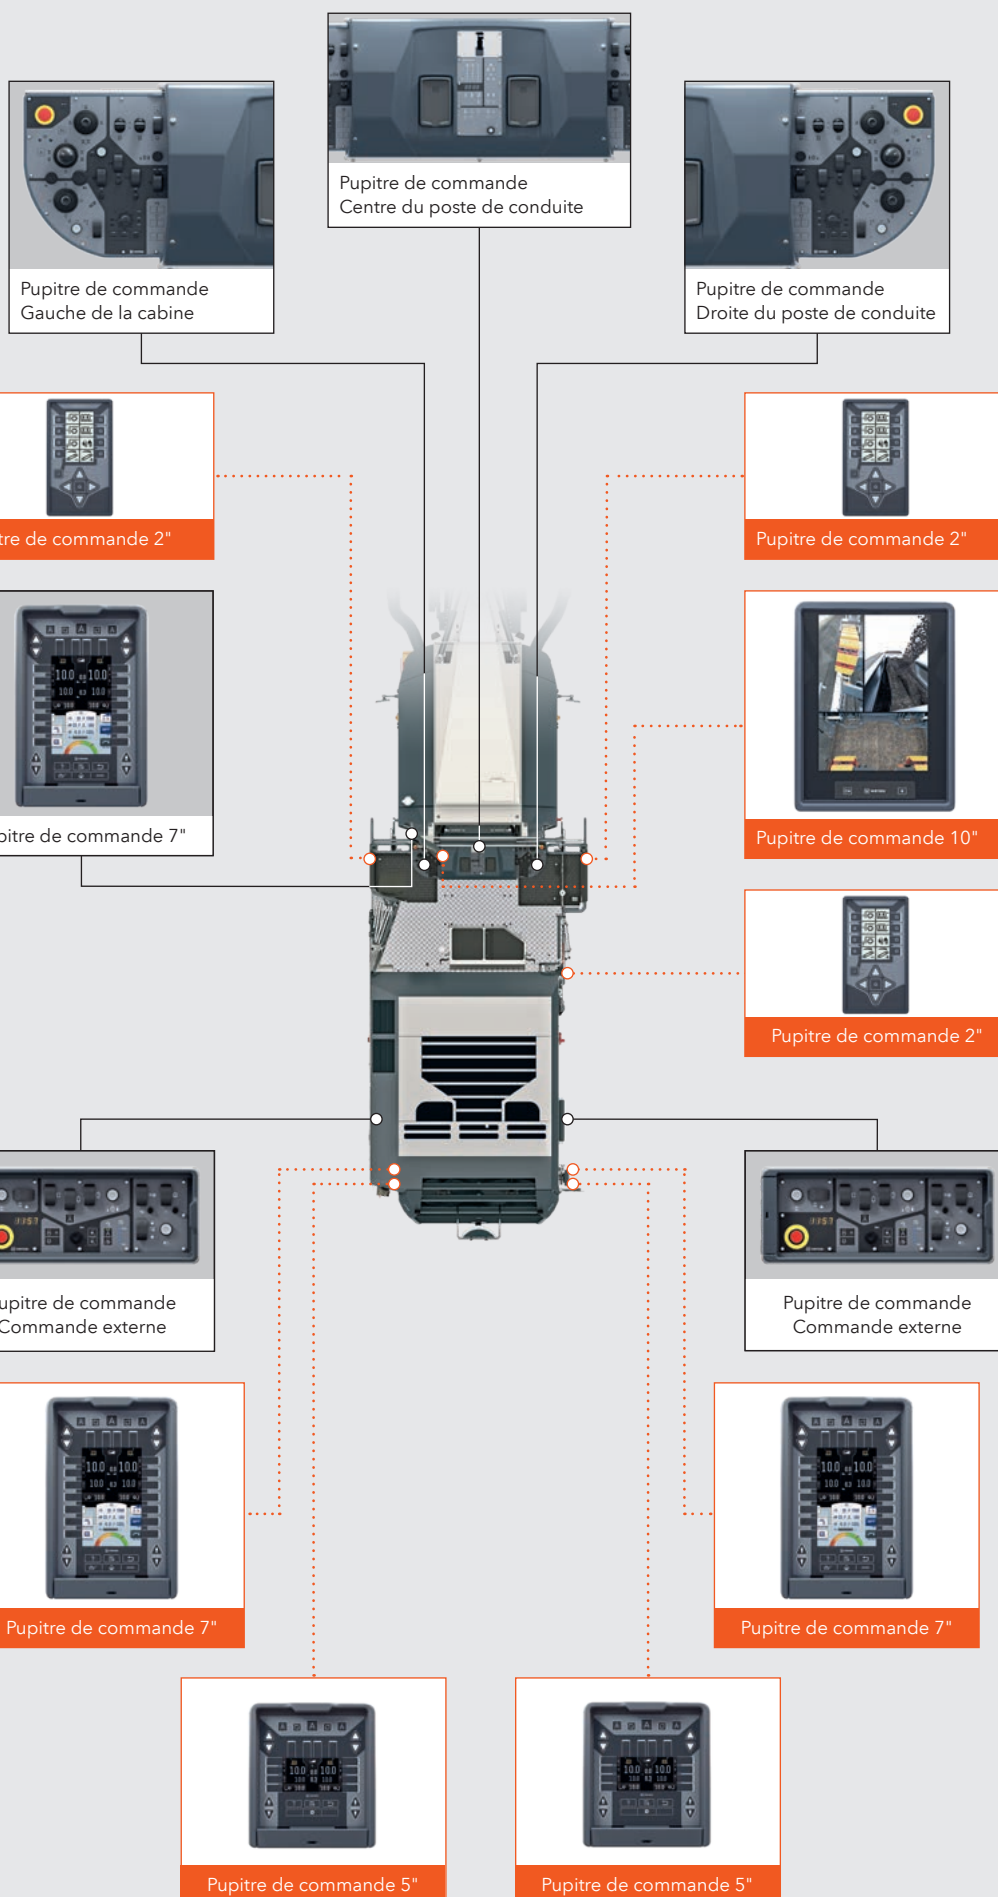 Pupitre de commande
Centre du poste de conduite
Pupitre de commande
Gauche de la cabine
Pupitre de commande
Droite du poste de conduite
tre de commande 2"
Pupitre de commande 2"
pitre de commande 7"
Pupitre de commande 10"
Pupitre de commande 2"
upitre de commande
Commande externe
Pupitre de commande
Commande externe
Pupitre de commande 7"
Pupitre de commande 7"
Pupitre de commande 5"
Pupitre de commande 5"